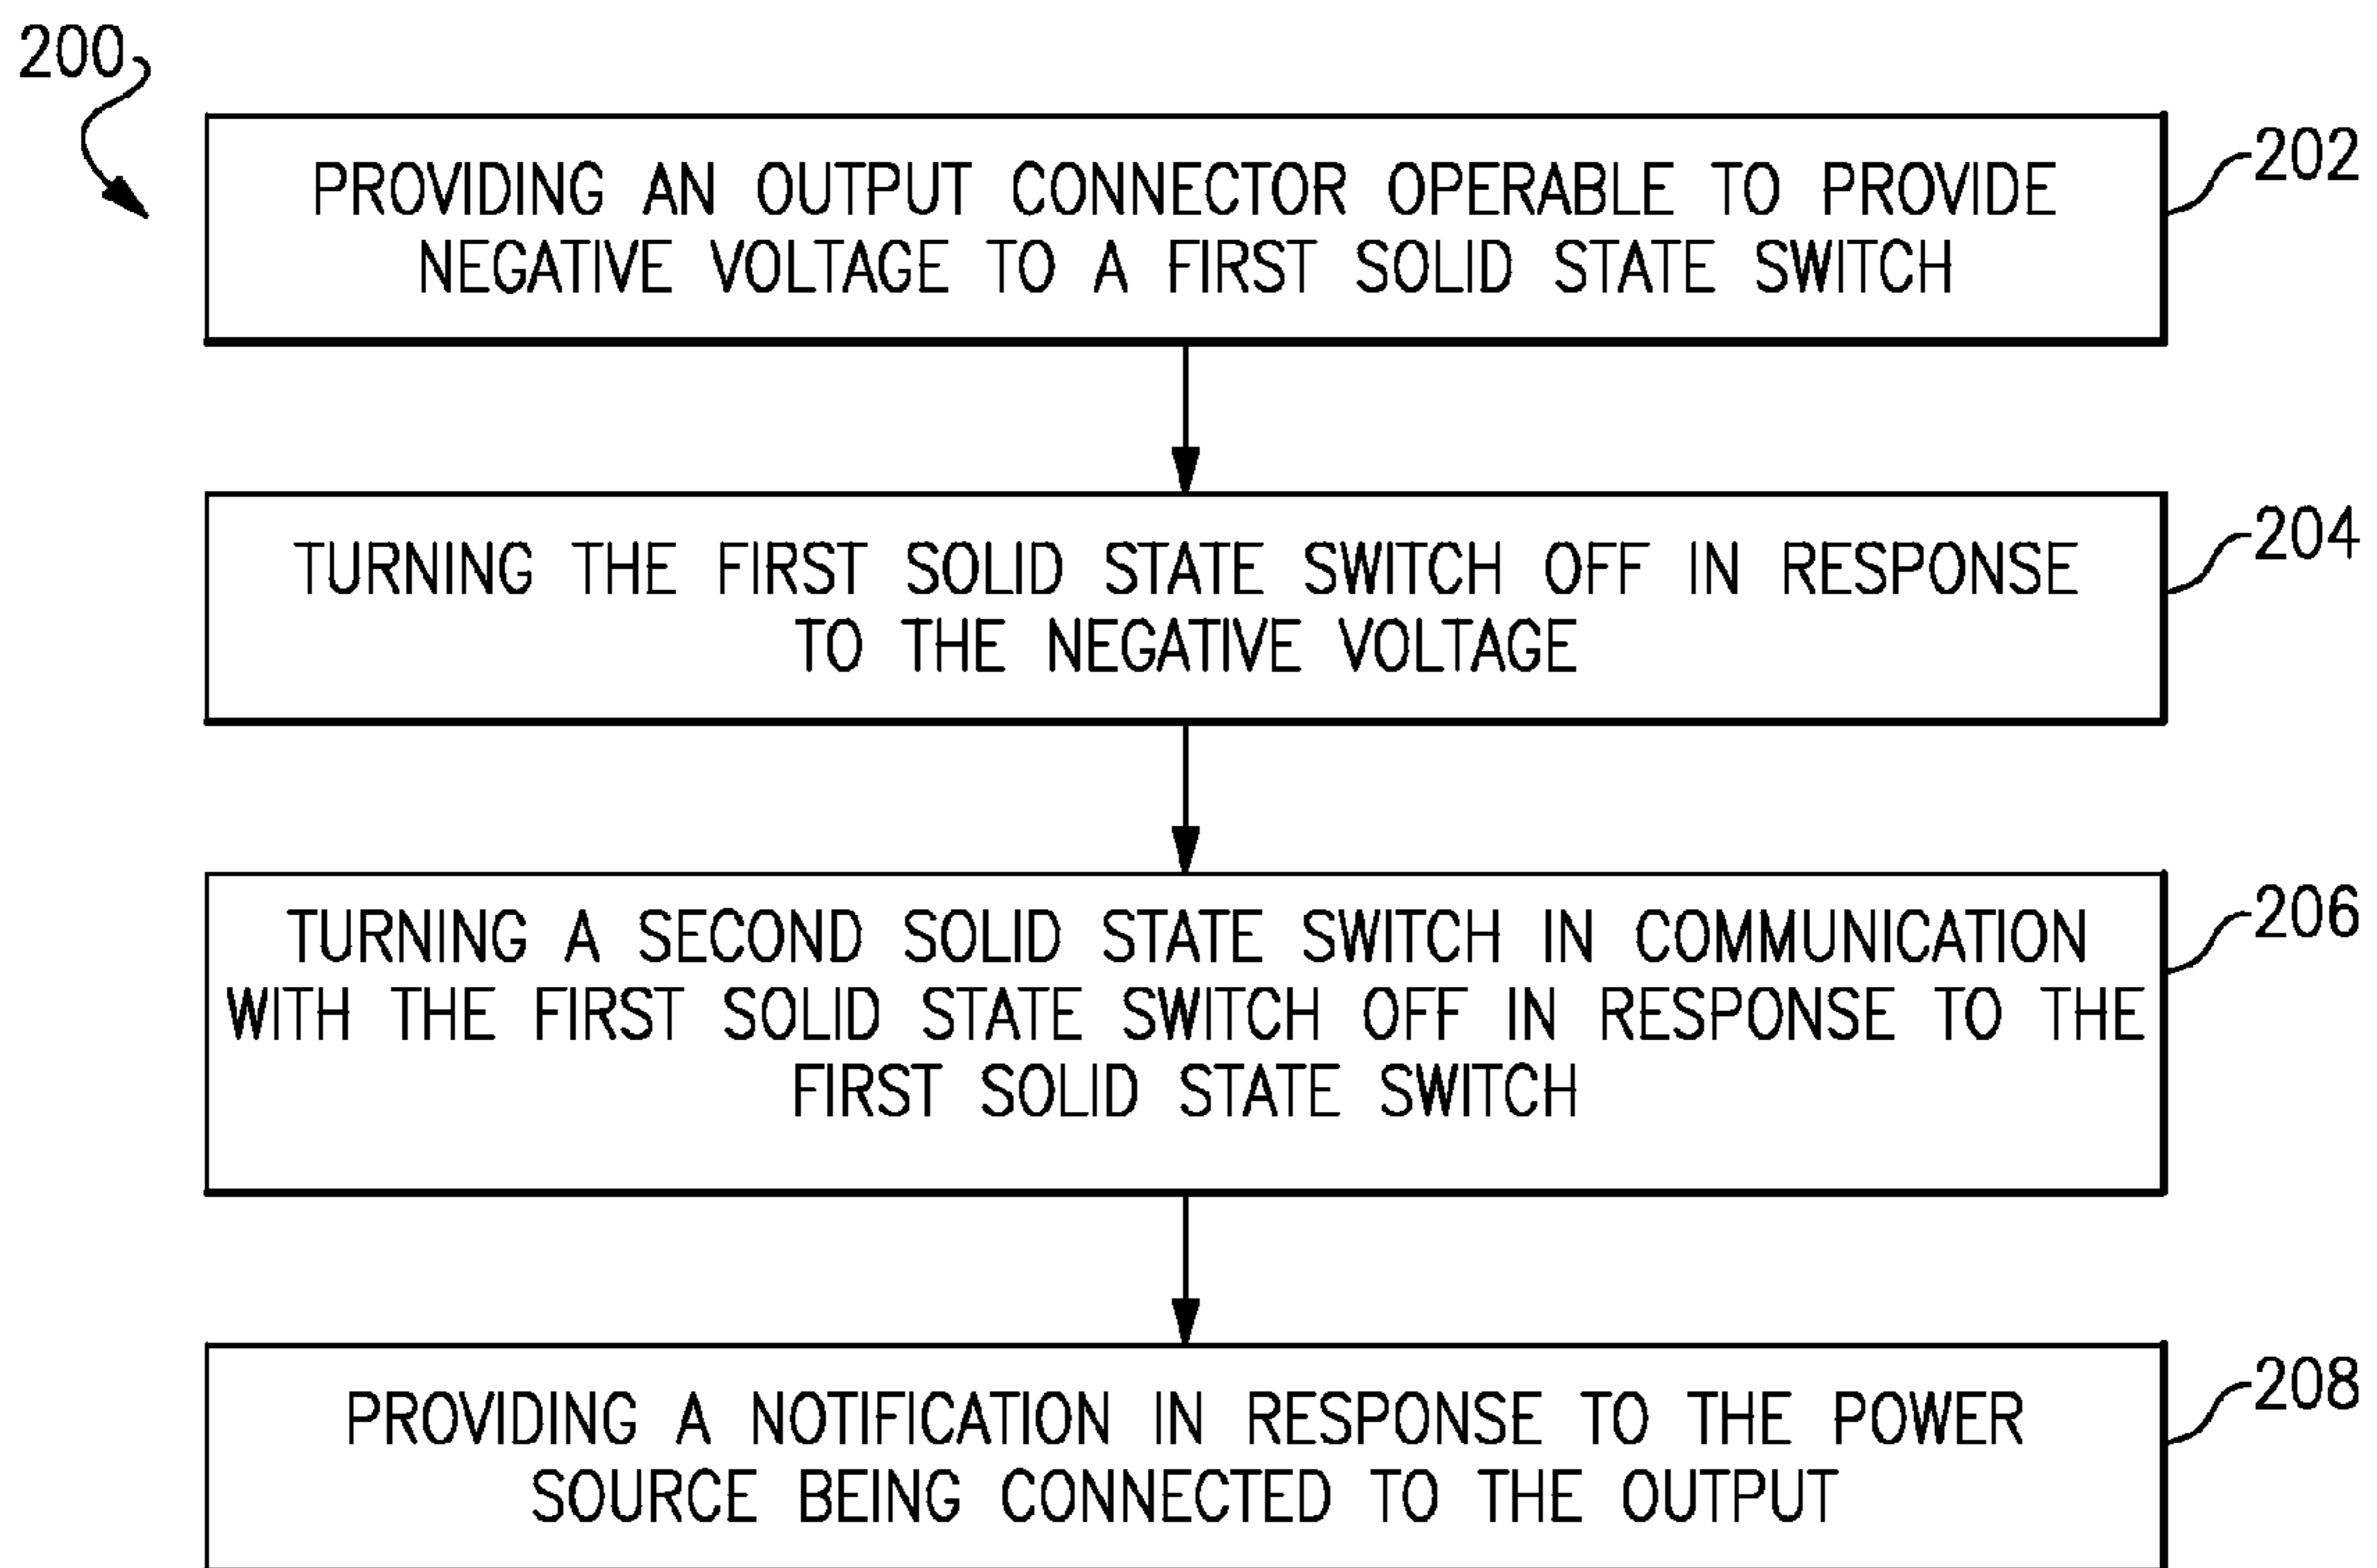 200
PROVIDING AN OUTPUT CONNECTOR OPERABLE TO PROVIDE
NEGATIVE VOLTAGE TO A FIRST SOLID STATE SWITCH
202
TURNING THE FIRST SOLID STATE SWITCH OFF IN RESPONSE
TO THE NEGATIVE VOLTAGE
204
TURNING A SECOND SOLID STATE SWITCH IN COMMUNICATION
WITH THE FIRST SOLID STATE SWITCH OFF IN RESPONSE TO THE
FIRST SOLID STATE SWITCH
206
PROVIDING A NOTIFICATION IN RESPONSE TO THE POWER
SOURCE BEING CONNECTED TO THE OUTPUT
208